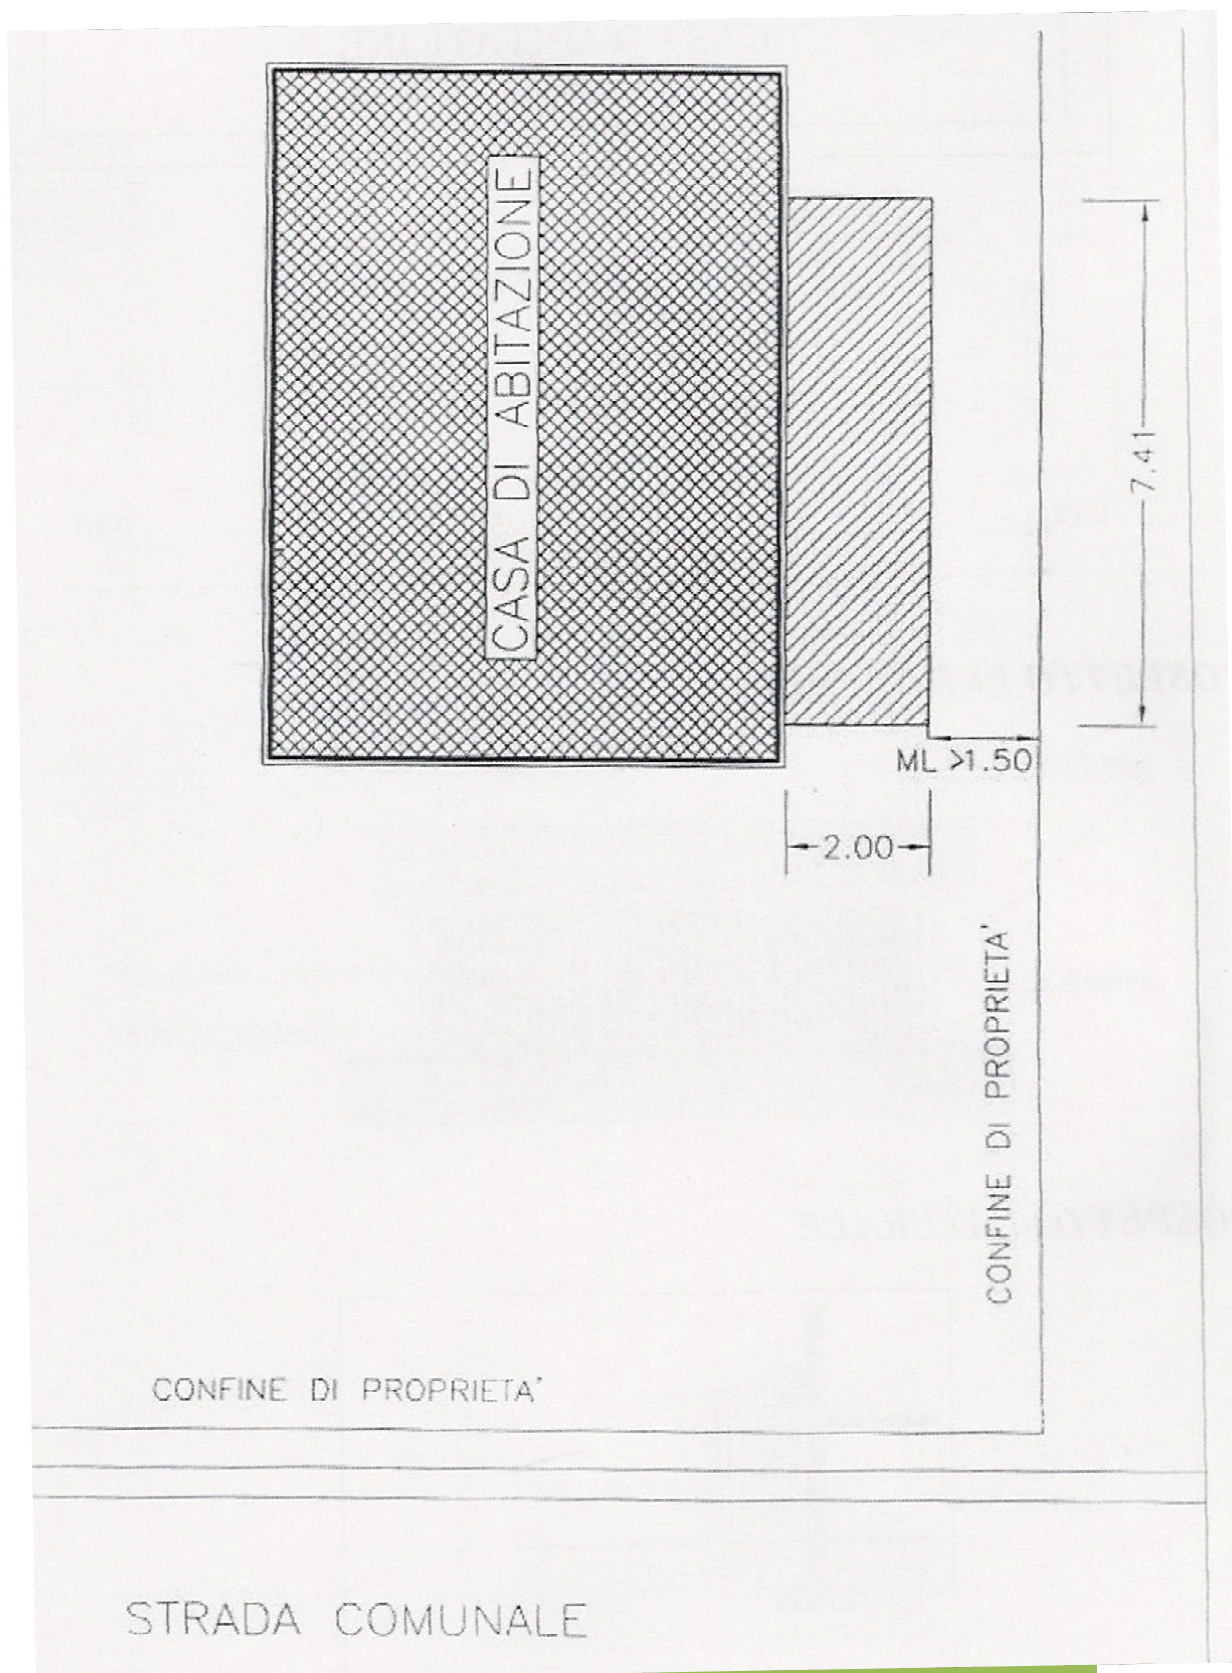 CASA DI ABITAZIONE
7.41
ML >1.50
2.00
CONFINE DI PROPRIETA'
CONFINE DI PROPRIETA'
STRADA COMUNALE